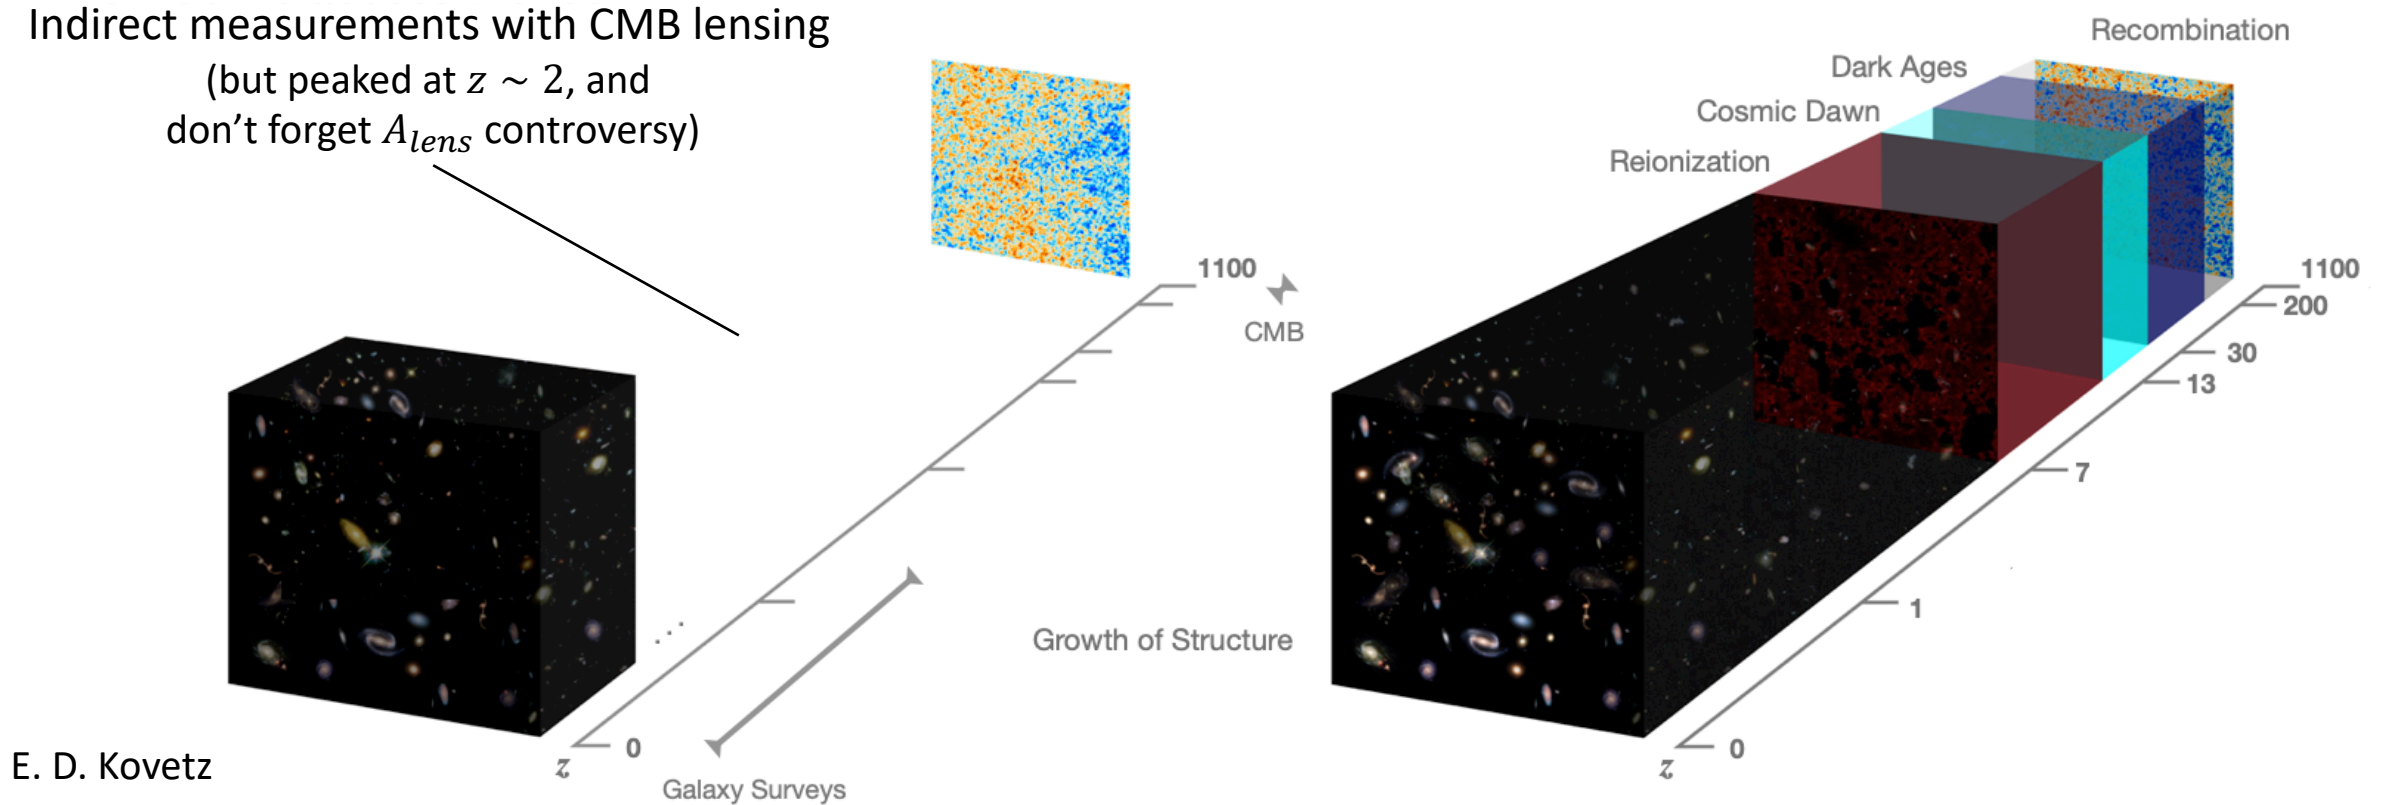 Indirect measurements with CMB lensing
(but peaked at z ~ 2, and
don't forget A_lens controversy)
1100
CMB
0
z
Galaxy Surveys
E. D. Kovetz
Recombination
Dark Ages
Cosmic Dawn
Reionization
1100
200
30
13
7
1
0
z
Growth of Structure